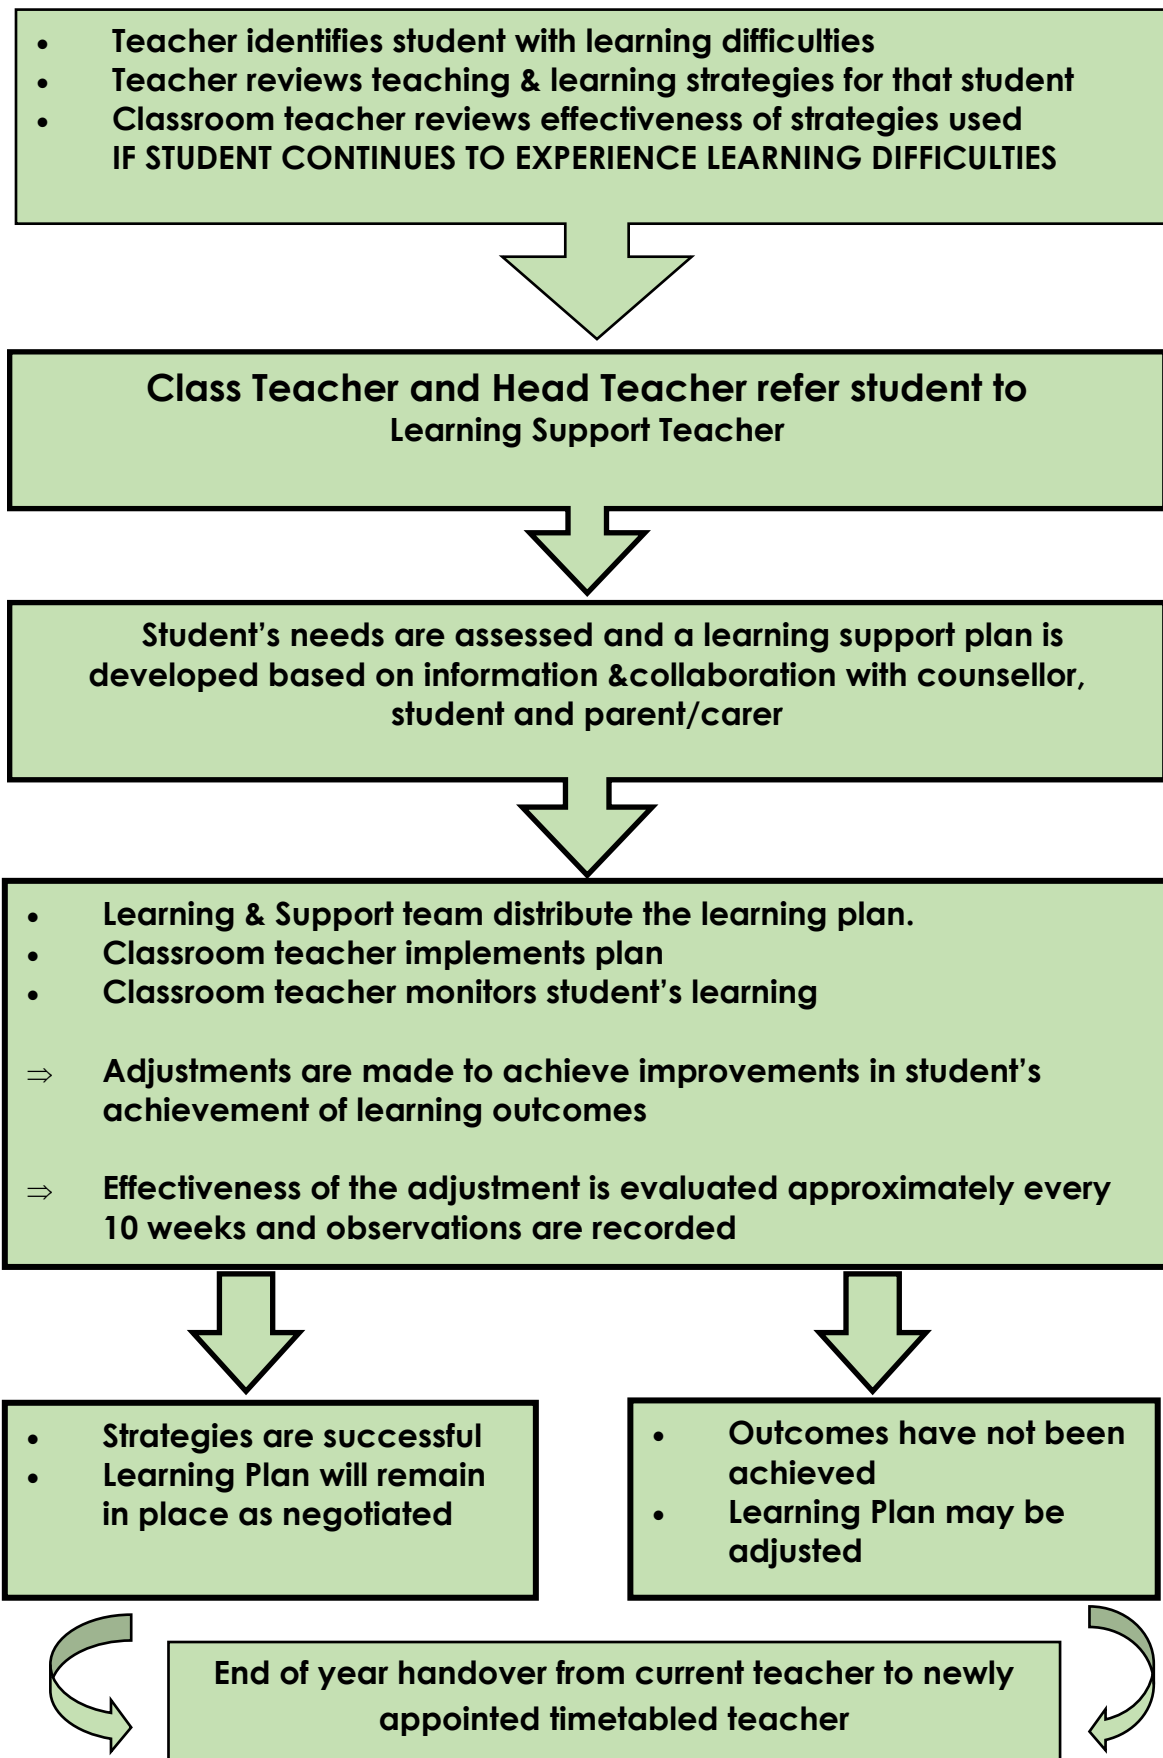 • Teacher identifies student with learning difficulties
• Teacher reviews teaching & learning strategies for that student
• Classroom teacher reviews effectiveness of strategies used
IF STUDENT CONTINUES TO EXPERIENCE LEARNING DIFFICULTIES
Class Teacher and Head Teacher refer student to
Learning Support Teacher
Student’s needs are assessed and a learning support plan is
developed based on information &collaboration with counsellor,
student and parent/carer
• Learning & Support team distribute the learning plan.
• Classroom teacher implements plan
• Classroom teacher monitors student’s learning
⇒ Adjustments are made to achieve improvements in student’s
achievement of learning outcomes
⇒ Effectiveness of the adjustment is evaluated approximately every
10 weeks and observations are recorded
• Strategies are successful
• Learning Plan will remain
in place as negotiated
• Outcomes have not been
achieved
• Learning Plan may be
adjusted
End of year handover from current teacher to newly
appointed timetabled teacher